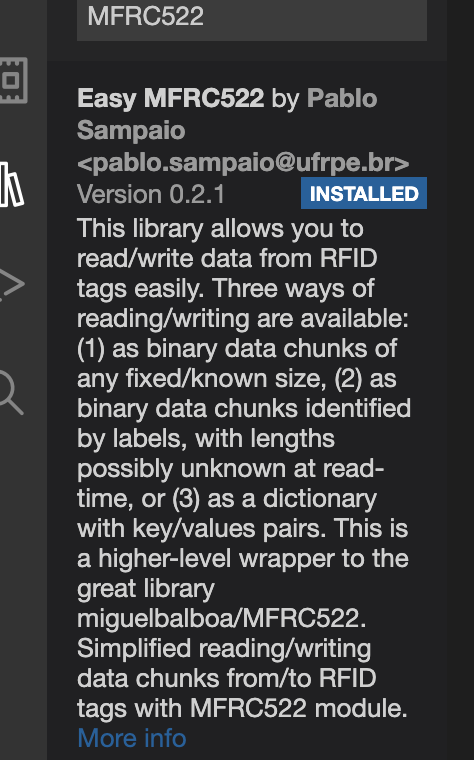 MFRC522
Easy MFRC522 by Pablo
Sampaio
<pablo.sampaio@ufrpe.br>
Version 0.2.1 INSTALLED
This library allows you to
read/write data from RFID
tags easily. Three ways of
reading/writing are available:
(1) as binary data chunks of
any fixed/known size, (2) as
binary data chunks identified
by labels, with lengths
possibly unknown at read-
time, or (3) as a dictionary
with key/values pairs. This is
a higher-level wrapper to the
great library
miguelbalboa/MFRC522.
Simplified reading/writing
data chunks from/to RFID
tags with MFRC522 module.
More info